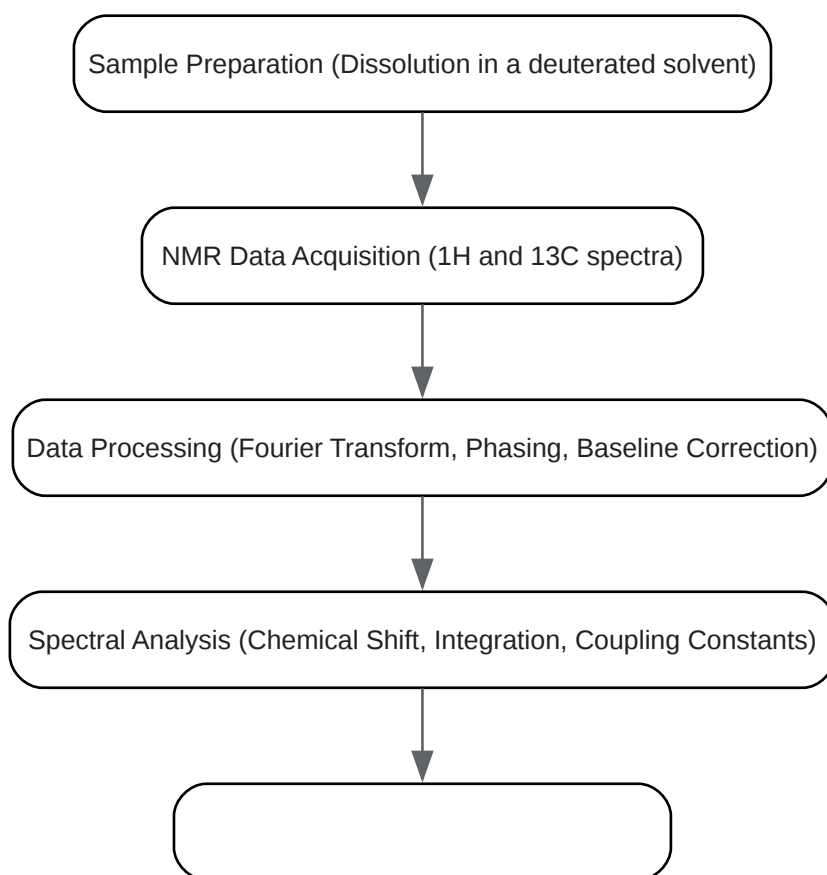 Sample Preparation (Dissolution in a deuterated solvent)
NMR Data Acquisition (1H and 13C spectra)
Data Processing (Fourier Transform, Phasing, Baseline Correction)
Spectral Analysis (Chemical Shift, Integration, Coupling Constants)